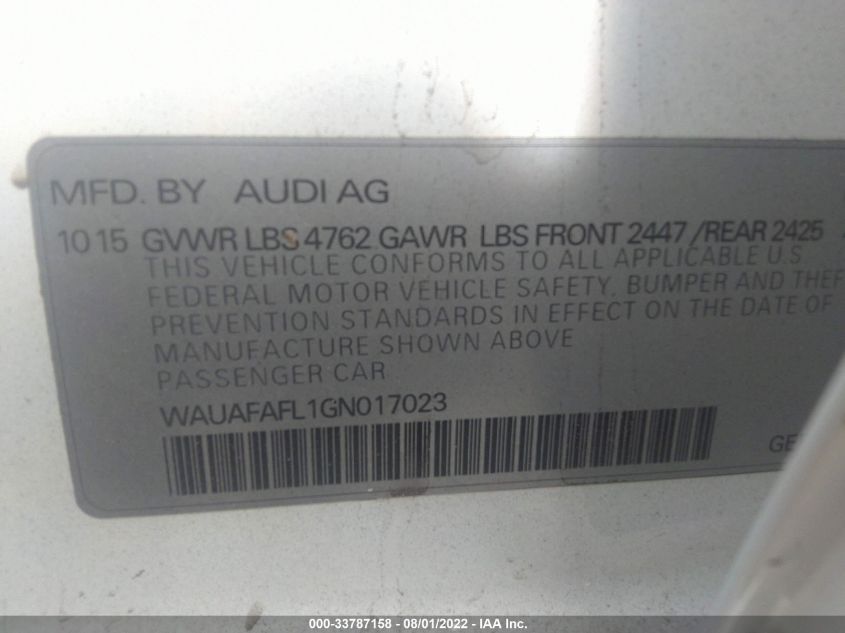 MFD. BY AUDI AG
10 15 GVWR LBS 4762 GAWR LBS FRONT 2447 /REAR 2425
THIS VEHICLE CONFORMS TO ALL APPLICABLE U.S
FEDERAL MOTOR VEHICLE SAFETY, BUMPER AND THEF
PREVENTION STANDARDS IN EFFECT ON THE DATE OF
MANUFACTURE SHOWN ABOVE
PASSENGER CAR
WAUAFAFL1GN017023
GE
000-33787158 - 08/01/2022 - IAA Inc.